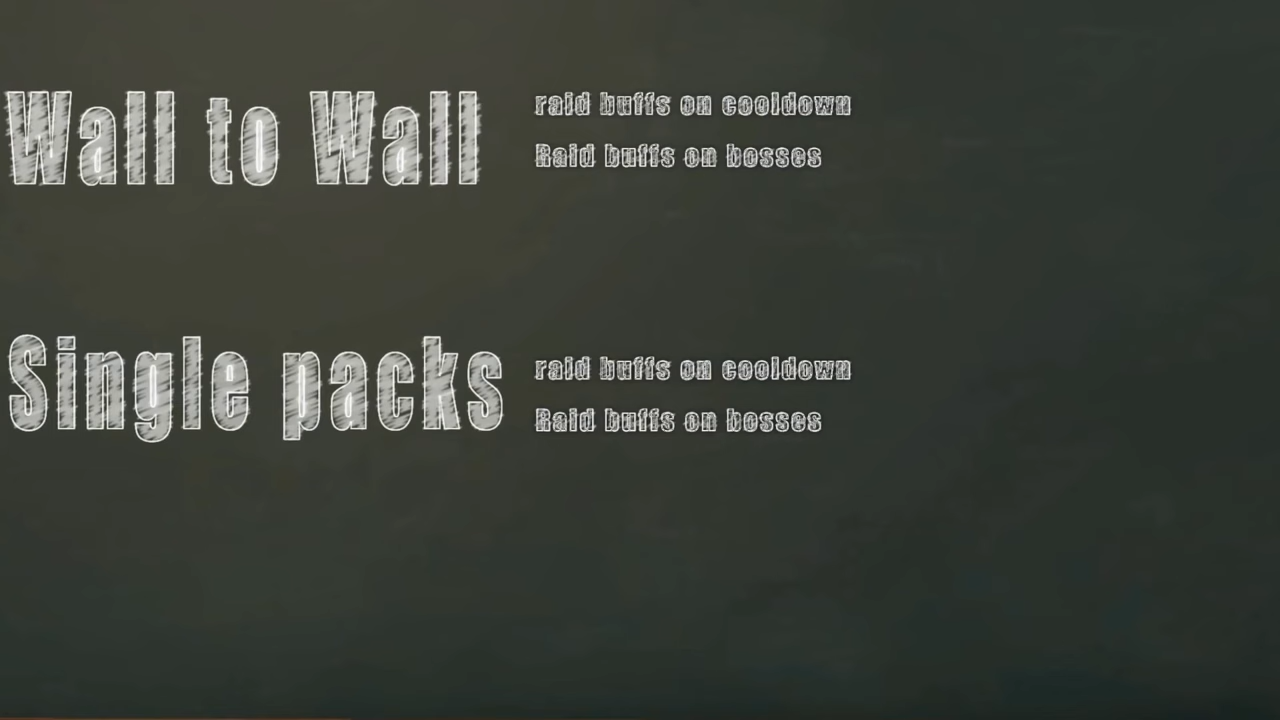 Wall to Wall
raid buffs on cooldown
Raid buffs on bosses
Single packs
raid buffs on cooldown
Raid buffs on bosses